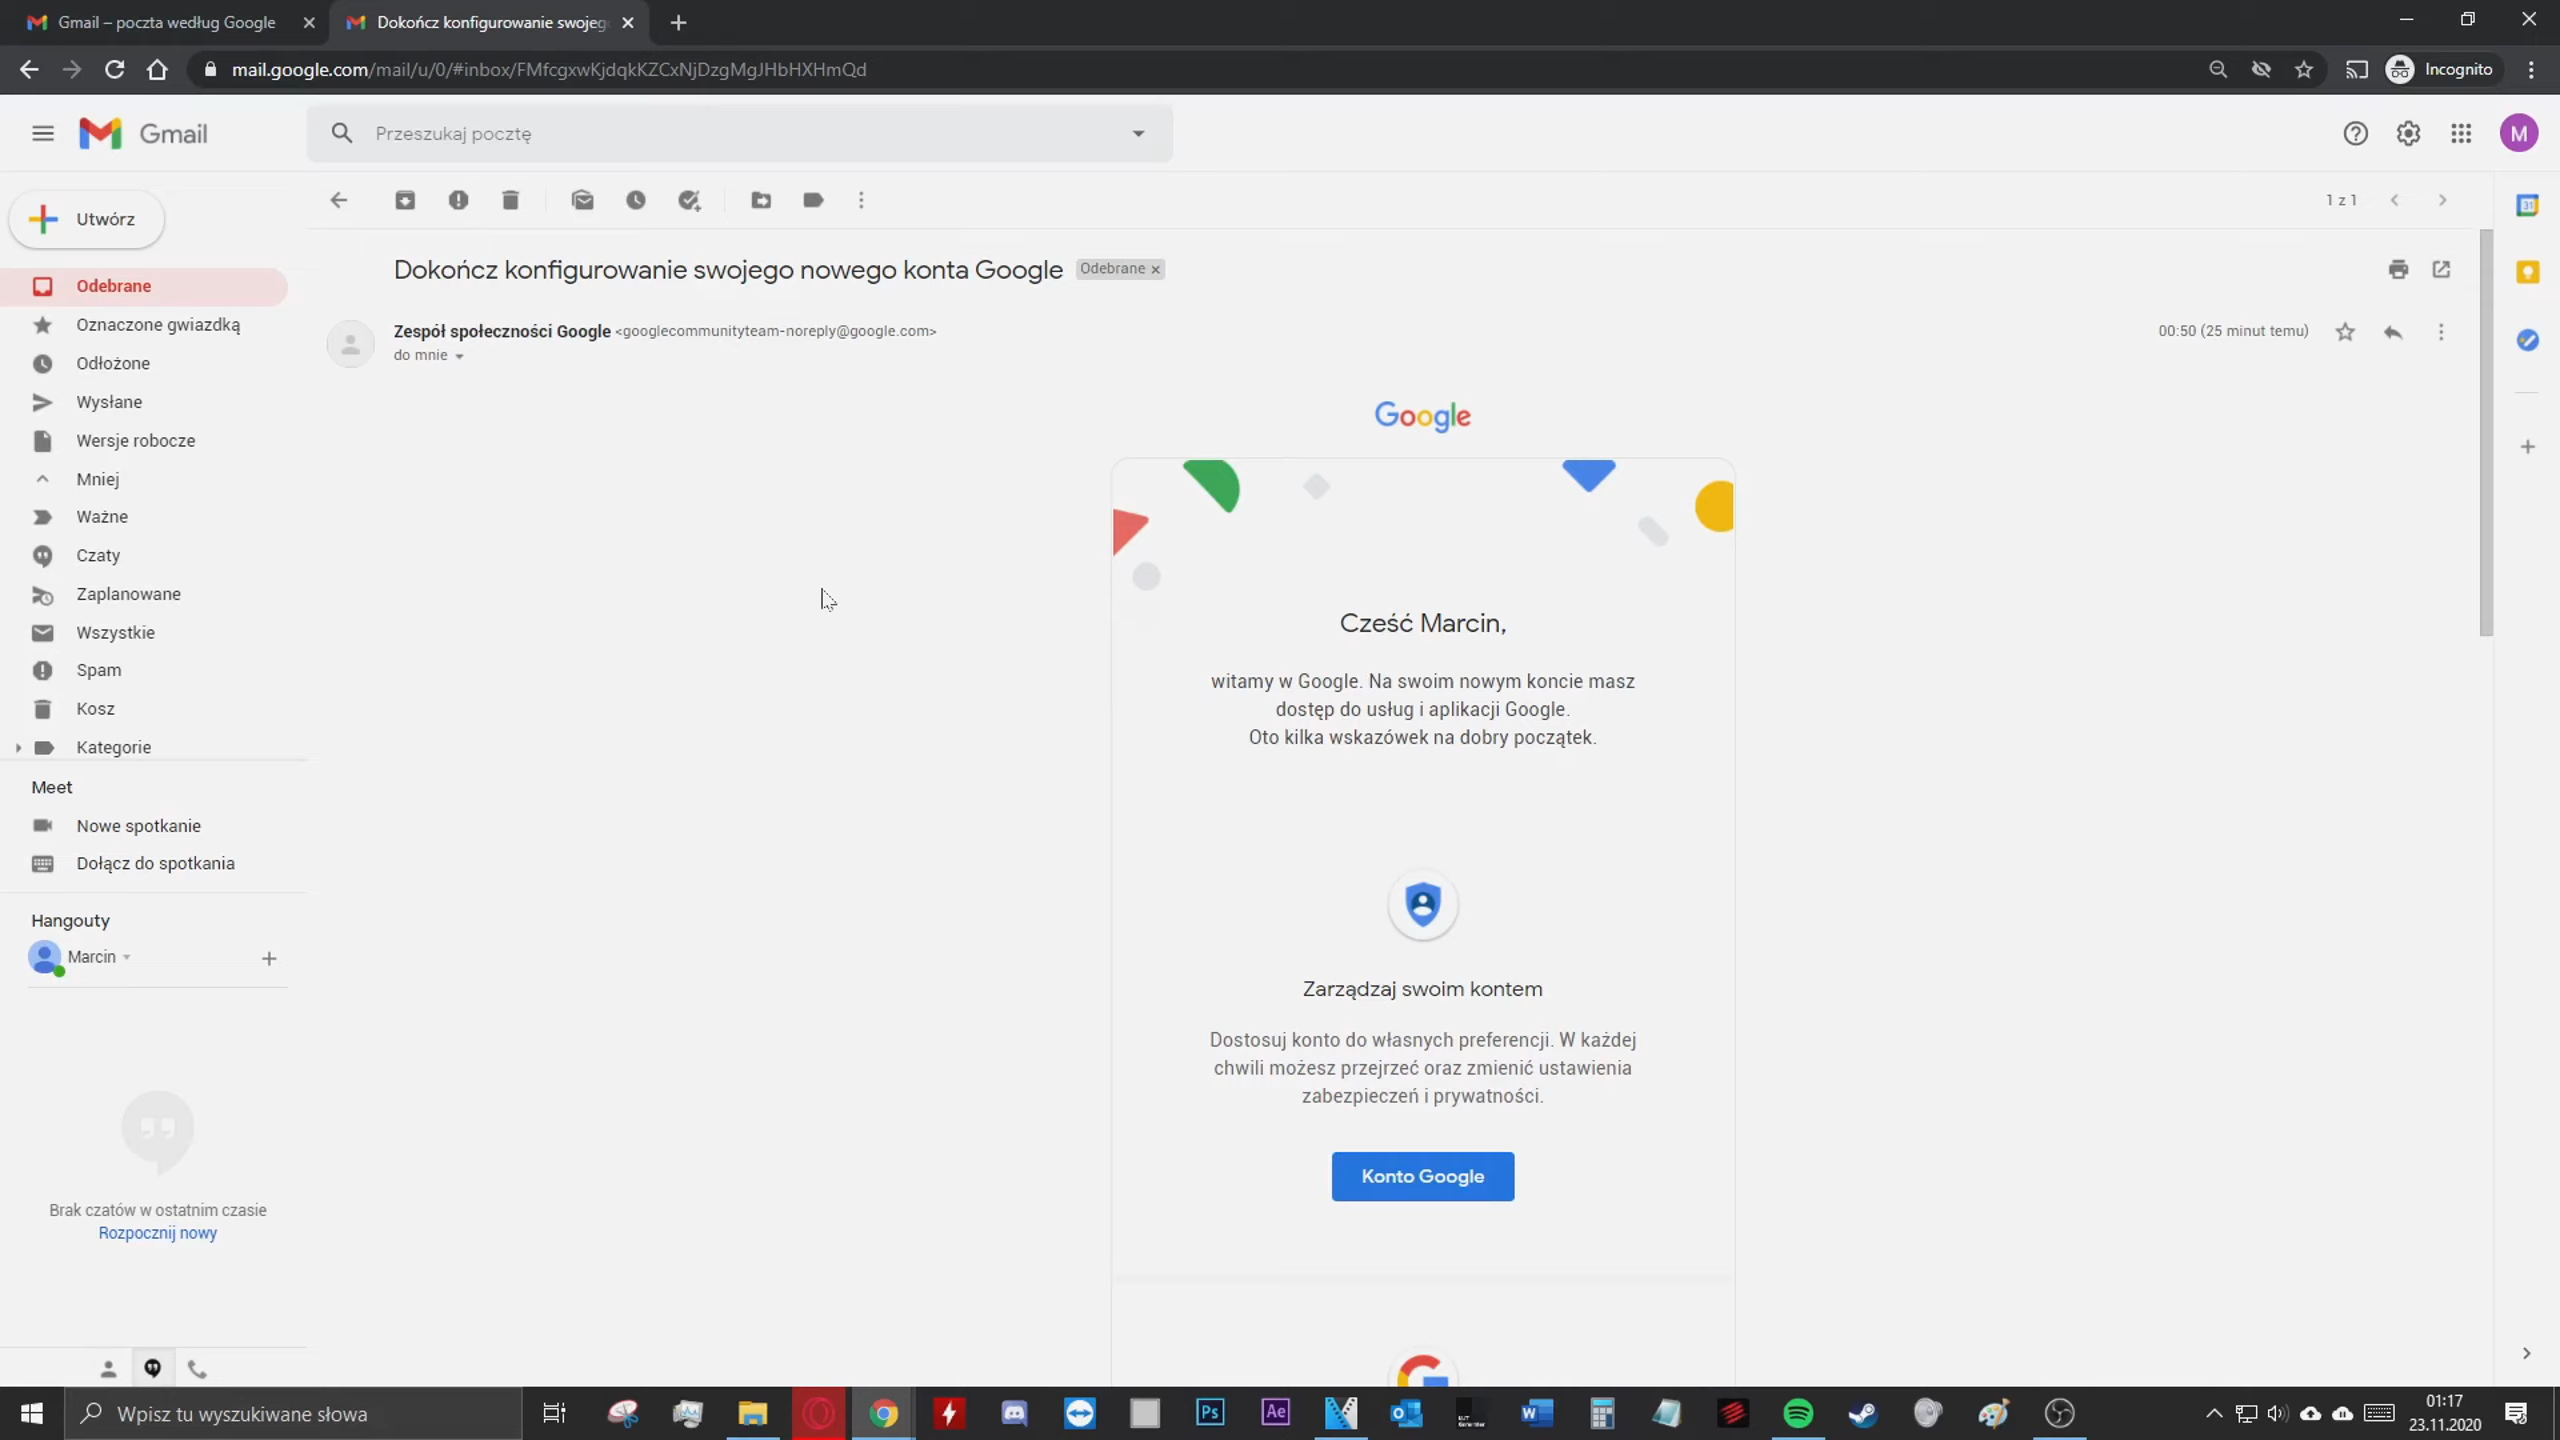 Gmail – poczta według Google
Dokończ konfigurowanie swojeg
mail.google.com/mail/u/0/#inbox/FMfcgxwKjdqkKZCxNjDzgMgJHbHXHmQd
Incognito
Gmail
Przeszukaj pocztę
M
Utwórz
1 z 1
31
Dokończ konfigurowanie swojego nowego konta Google
Odebrane
Odebrane
Oznaczone gwiazdką
Odłożone
Wysłane
Wersje robocze
Mniej
Ważne
Czaty
Zaplanowane
Wszystkie
Spam
Kosz
Kategorie
Meet
Nowe spotkanie
Dołącz do spotkania
Hangouty
Marcin
Brak czatów w ostatnim czasie
Rozpocznij nowy
Zespół społeczności Google <googlecommunityteam-noreply@google.com>
do mnie
00:50 (25 minut temu)
Google
Cześć Marcin,
witamy w Google. Na swoim nowym koncie masz
dostęp do usług i aplikacji Google.
Oto kilka wskazówek na dobry początek.
Zarządzaj swoim kontem
Dostosuj konto do własnych preferencji. W każdej
chwili możesz przejrzeć oraz zmienić ustawienia
zabezpieczeń i prywatności.
Konto Google
Wpisz tu wyszukiwane słowa
Ps
Ae
01:17
23.11.2020